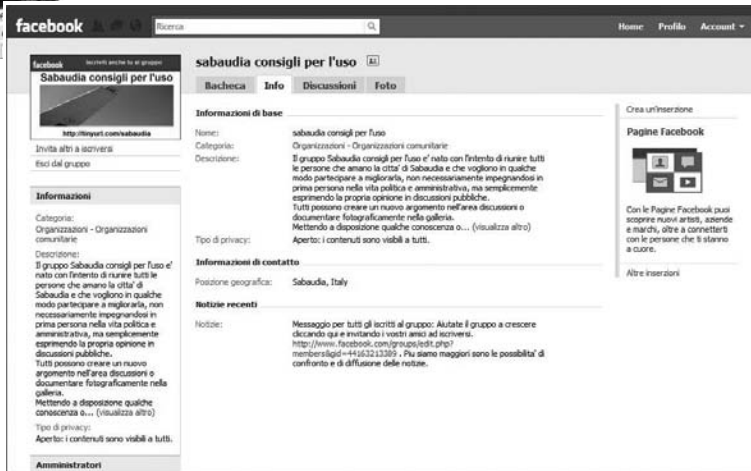 facebook
Ricerca
Home Profilo Account
facebook Iscriviti anche tu al gruppo
Sabaudia consigli per l'uso
http://tinyurl.com/sabaudia
Invita altri a iscriversi
Esci dal gruppo
Informazioni
Categoria:
Organizzazioni - Organizzazioni
comunitarie
Descrizione:
Il gruppo Sabaudia consigli per l'uso e'
nato con l'intento di riunire tutti le
persone che amano la citta' di
Sabaudia e che vogliono in qualche
modo partecipare a migliorarla, non
necessariamente impegnandosi in
prima persona nella vita politica e
amministrativa, ma semplicemente
esprimendo la propria opinione in
discussioni pubbliche.
Tutti possono creare un nuovo
argomento nell'area discussioni o
documentare fotograficamente nella
galleria.
Mettendo a disposizione qualche
conoscenza o... (visualizza altro)
Tipo di privacy:
Aperto: i contenuti sono visibili a tutti.
Amministratori
sabaudia consigli per l'uso
Bacheca Info Discussioni Foto
Informazioni di base
Nome: sabaudia consigli per l'uso
Categoria: Organizzazioni - Organizzazioni comunitarie
Descrizione: Il gruppo Sabaudia consigli per l'uso e' nato con l'intento di riunire tutti
le persone che amano la citta' di Sabaudia e che vogliono in qualche
modo partecipare a migliorarla, non necessariamente impegnandosi in
prima persona nella vita politica e amministrativa, ma semplicemente
esprimendo la propria opinione in discussioni pubbliche.
Tutti possono creare un nuovo argomento nell'area discussioni o
documentare fotograficamente nella galleria.
Mettendo a disposizione qualche conoscenza o... (visualizza altro)
Tipo di privacy: Aperto: i contenuti sono visibili a tutti.
Informazioni di contatto
Posizione geografica: Sabaudia, Italy
Notizie recenti
Notizie: Messaggio per tutti gli iscritti al gruppo: Aiutate il gruppo a crescere
cliccando qui e invitando i vostri amici ad iscriversi.
http://www.facebook.com/groups/edit.php?
members&gid=44163213389 . Piu siamo maggiori sono le possibilita' di
confronto e di diffusione delle notizie.
Crea un'inserzione
Pagine Facebook
Con le Pagine Facebook puoi
scoprire nuovi artisti, aziende
e marchi, oltre a connetterti
con le persone che ti stanno
a cuore.
Altre inserzioni